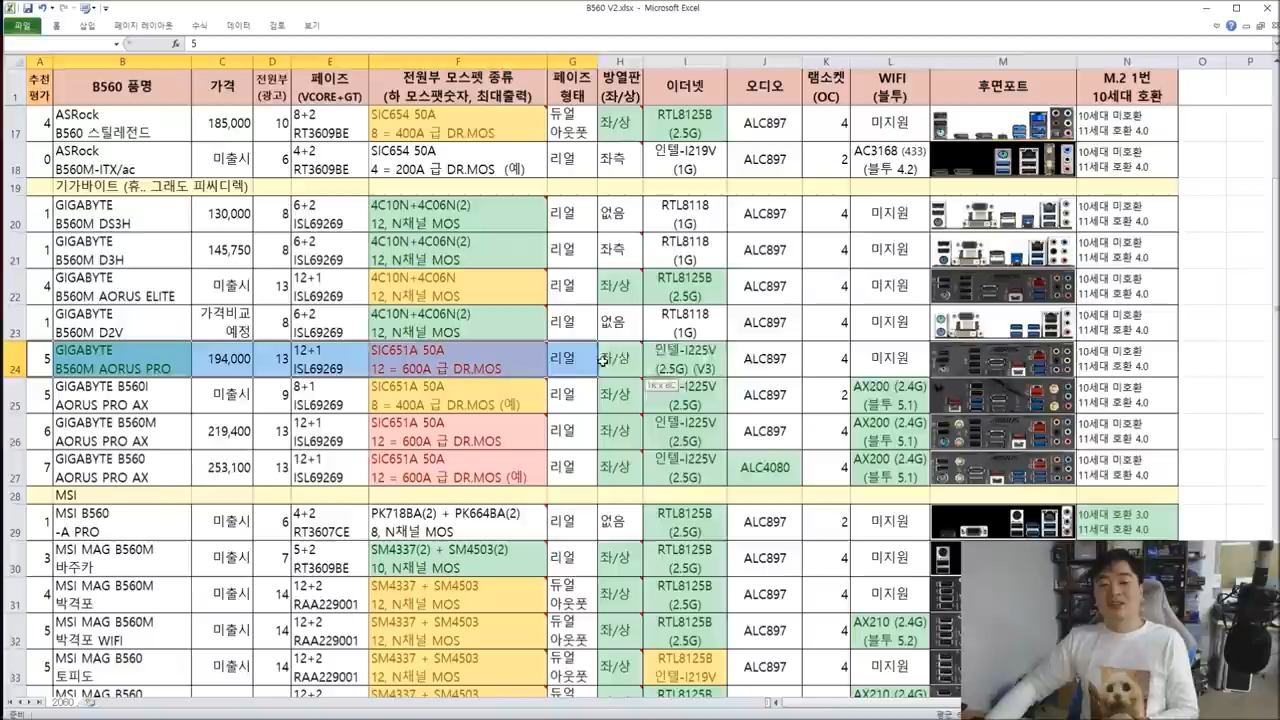 B560 V2.xlsx - Microsoft Excel
파일 홈 삽입 페이지 레이아웃 수식 데이터 검토 보기
fx 5
A B C D E F G H I J K L M N O P
1 추천 평가 B560 품명 가격 전원부 (광고) 페이즈 (VCORE+GT) 전원부 모스펫 종류 (하 모스펫숫자, 최대출력) 페이즈 형태 방열판 (좌/상) 이더넷 오디오 램소켓 (OC) WIFI (블투) 후면포트 M.2 1번 10세대 호환
17 4 ASRock B560 스틸레전드 185,000 10 8+2 RT3609BE SIC654 50A 8 = 400A 급 DR.MOS 듀얼 아웃풋 좌/상 RTL8125B (2.5G) ALC897 4 미지원 10세대 미호환 11세대 호환 4.0
18 0 ASRock B560M-ITX/ac 미출시 6 4+2 RT3609BE SIC654 50A 4 = 200A 급 DR.MOS (예) 리얼 좌측 인텔-I219V (1G) ALC897 2 AC3168 (433) (블투 4.2) 10세대 미호환 11세대 호환 4.0
19 기가바이트 (휴.. 그래도 피씨디렉)
20 1 GIGABYTE B560M DS3H 130,000 8 6+2 ISL69269 4C10N+4C06N(2) 12, N채널 MOS 리얼 없음 RTL8118 (1G) ALC897 4 미지원 10세대 미호환 11세대 호환 4.0
21 1 GIGABYTE B560M D3H 145,750 8 6+2 ISL69269 4C10N+4C06N(2) 12, N채널 MOS 리얼 좌측 RTL8118 (1G) ALC897 4 미지원 10세대 미호환 11세대 호환 4.0
22 4 GIGABYTE B560M AORUS ELITE 미출시 13 12+1 ISL69269 4C10N+4C06N 12, N채널 MOS 리얼 좌/상 RTL8125B (2.5G) ALC897 4 미지원 10세대 미호환 11세대 호환 4.0
23 1 GIGABYTE B560M D2V 가격비교 예정 8 6+2 ISL69269 4C10N+4C06N(2) 12, N채널 MOS 리얼 없음 RTL8118 (1G) ALC897 4 미지원 10세대 미호환 11세대 호환 4.0
24 5 GIGABYTE B560M AORUS PRO 194,000 13 12+1 ISL69269 SIC651A 50A 12 = 600A 급 DR.MOS 리얼 좌/상 인텔-I225V (2.5G) (V3) ALC897 4 미지원 10세대 미호환 11세대 호환 4.0
25 5 GIGABYTE B560I AORUS PRO AX 미출시 9 8+1 ISL69269 SIC651A 50A 8 = 400A 급 DR.MOS (예) 리얼 좌/상 -I225V (2.5G) ALC897 2 AX200 (2.4G) (블투 5.1) 10세대 미호환 11세대 호환 4.0
26 6 GIGABYTE B560M AORUS PRO AX 219,400 13 12+1 ISL69269 SIC651A 50A 12 = 600A 급 DR.MOS 리얼 좌/상 인텔-I225V (2.5G) ALC897 4 AX200 (2.4G) (블투 5.1) 10세대 미호환 11세대 호환 4.0
27 7 GIGABYTE B560 AORUS PRO AX 253,100 13 12+1 ISL69269 SIC651A 50A 12 = 600A 급 DR.MOS (예) 리얼 좌/상 인텔-I225V (2.5G) ALC4080 4 AX200 (2.4G) (블투 5.1) 10세대 미호환 11세대 호환 4.0
28 MSI
29 1 MSI B560 -A PRO 미출시 6 4+2 RT3607CE PK718BA(2) + PK664BA(2) 8, N채널 MOS 리얼 없음 RTL8125B (2.5G) ALC897 2 미지원 10세대 호환 3.0 11세대 호환 4.0
30 3 MSI MAG B560M 바주카 미출시 7 5+2 RT3609BE SM4337(2) + SM4503(2) 10, N채널 MOS 리얼 좌/상 RTL8125B (2.5G) ALC897 4 미지원
31 4 MSI MAG B560M 박격포 미출시 14 12+2 RAA229001 SM4337 + SM4503 12, N채널 MOS 듀얼 아웃풋 좌/상 RTL8125B (2.5G) ALC897 4 미지원
32 5 MSI MAG B560M 박격포 WIFI 미출시 14 12+2 RAA229001 SM4337 + SM4503 12, N채널 MOS 듀얼 아웃풋 좌/상 RTL8125B (2.5G) ALC897 4 AX210 (2.4G) (블투 5.2)
33 5 MSI MAG B560 토피도 미출시 14 12+2 RAA229001 SM4337 + SM4503 12, N채널 MOS 듀얼 아웃풋 좌/상 RTL8125B 인텔-I219V ALC897 4 미지원
MSI MAG B560 12+2 SM4337 + SM4503 듀얼 RTL8125B AX210 (2.4G)
2060
준비